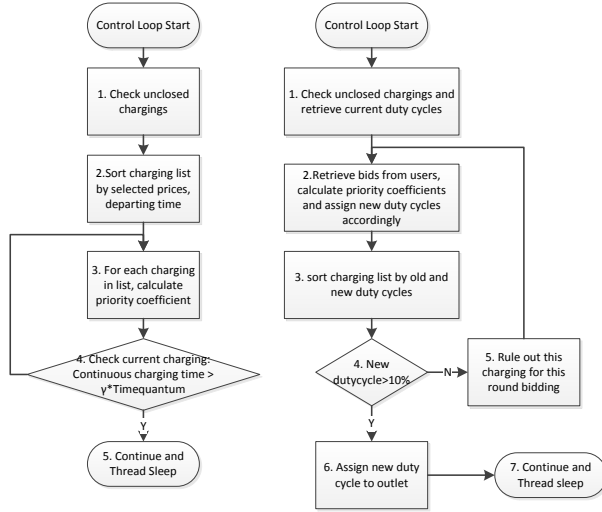 Control Loop Start
1. Check unclosed
chargings
2.Sort charging list
by selected prices,
departing time
3. For each charging
in list, calculate
priority coefficient
4. Check current charging:
Continuous charging time >
γ*Timequantum
Y
5. Continue and
Thread Sleep
Control Loop Start
1. Check unclosed chargings and
retrieve current duty cycles
2.Retrieve bids from users,
calculate priority coefficients
and assign new duty cycles
accordingly
3. sort charging list by old and
new duty cycles
4. New
dutycycle>10%
N
5. Rule out this
charging for this
round bidding
Y
6. Assign new duty
cycle to outlet
7. Continue and
Thread sleep